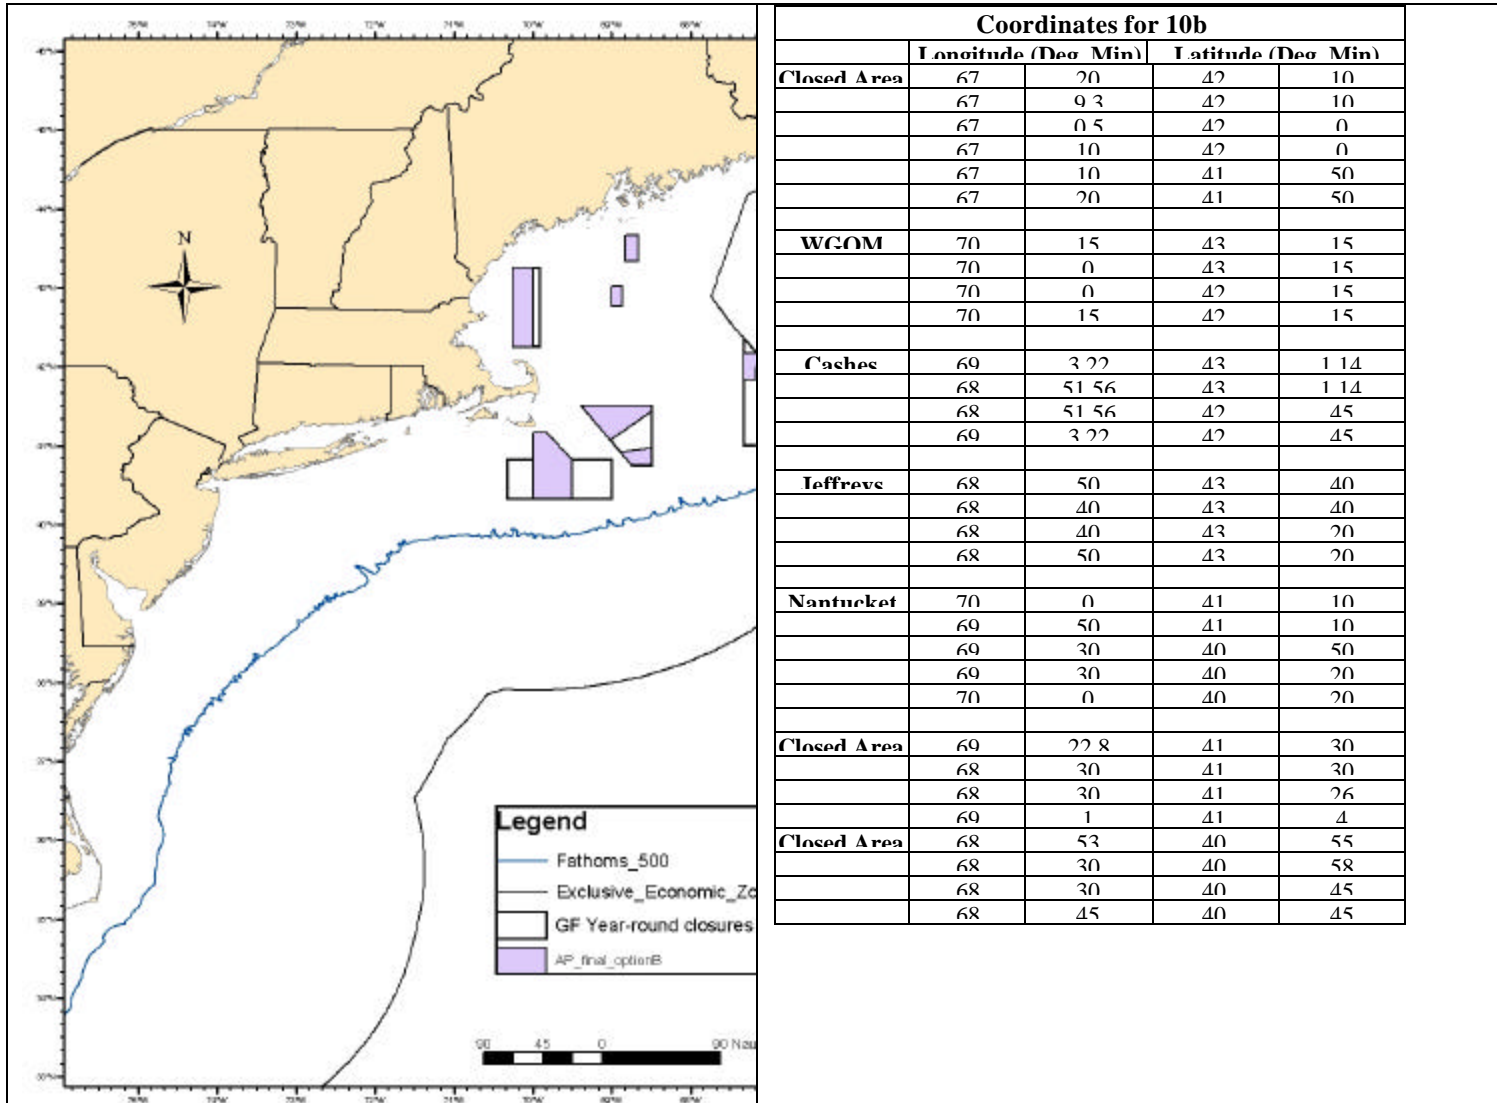 N
Legend
Fathoms_500
Exclusive_Economic_Zo
GF Year-round closures
AP_final_optionB
90 45 0 90 Nau
Coordinates for 10b
Longitude (Deg. Min) Latitude (Deg. Min)
Closed Area 67 20 42 10
67 9.3 42 10
67 0.5 42 0
67 10 42 0
67 10 41 50
67 20 41 50
WGOM 70 15 43 15
70 0 43 15
70 0 42 15
70 15 42 15
Cashes 69 3.22 43 1.14
68 51.56 43 1.14
68 51.56 42 45
69 3.22 42 45
Jeffreys 68 50 43 40
68 40 43 40
68 40 43 20
68 50 43 20
Nantucket 70 0 41 10
69 50 41 10
69 30 40 50
69 30 40 20
70 0 40 20
Closed Area 69 22.8 41 30
68 30 41 30
68 30 41 26
69 1 41 4
Closed Area 68 53 40 55
68 30 40 58
68 30 40 45
68 45 40 45